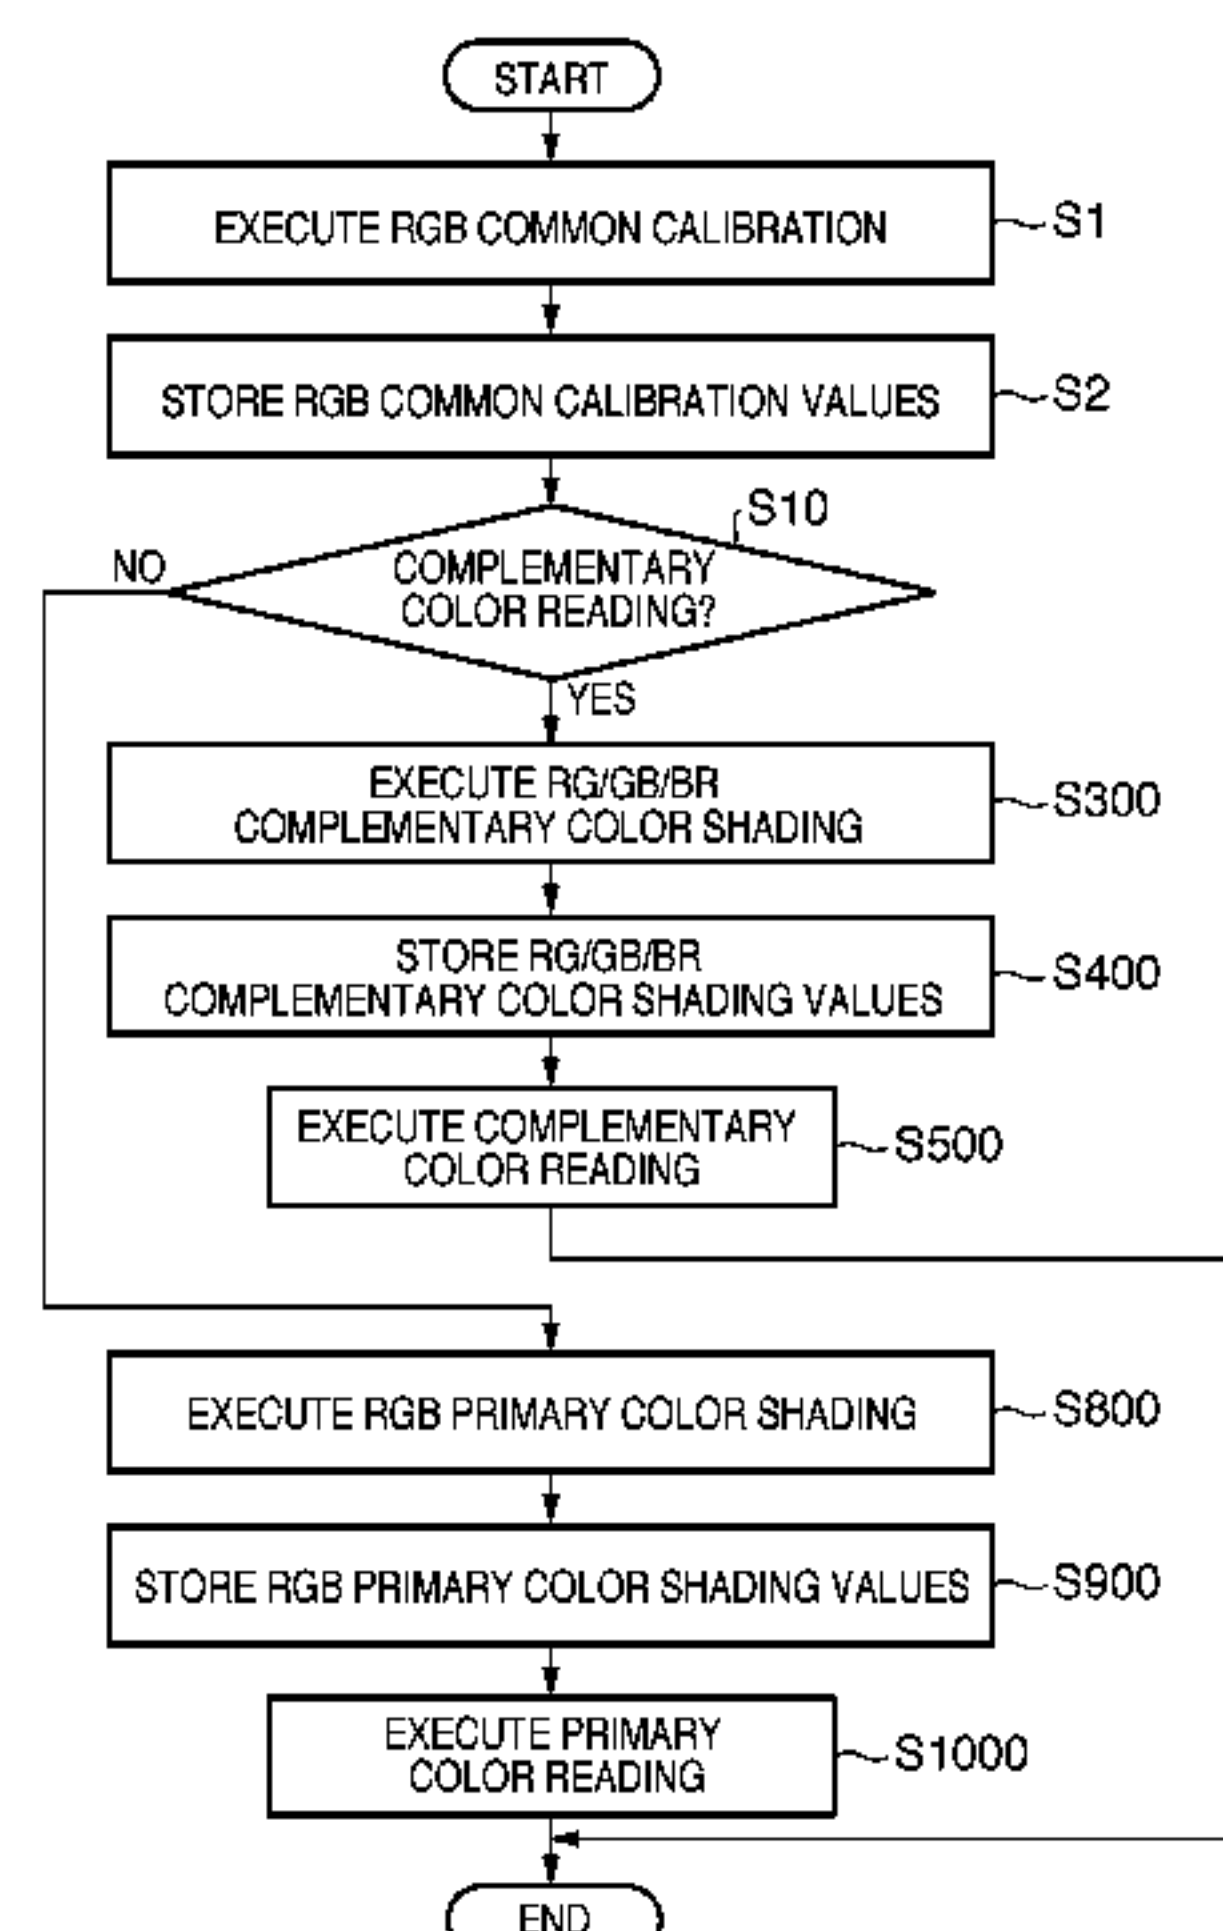 START
EXECUTE RGB COMMON CALIBRATION
S1
STORE RGB COMMON CALIBRATION VALUES
S2
S10
NO
COMPLEMENTARY
COLOR READING?
YES
EXECUTE RG/GB/BR
COMPLEMENTARY COLOR SHADING
S300
STORE RG/GB/BR
COMPLEMENTARY COLOR SHADING VALUES
S400
EXECUTE COMPLEMENTARY
COLOR READING
S500
EXECUTE RGB PRIMARY COLOR SHADING
S800
STORE RGB PRIMARY COLOR SHADING VALUES
S900
EXECUTE PRIMARY
COLOR READING
S1000
END